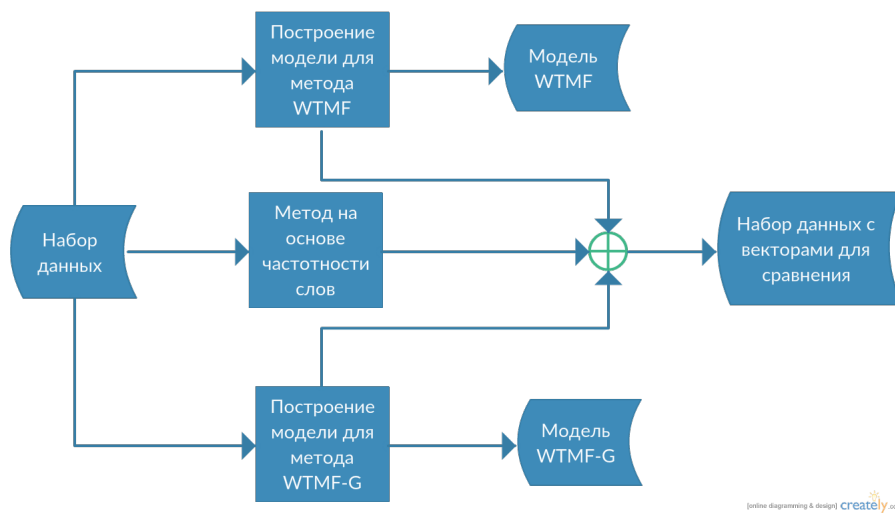 Построение
модели для
метода
WTMF
Модель
WTMF
Набор
данных
Метод на
основе
частотности
слов
Набор данных с
векторами для
сравнения
Построение
модели для
метода
WTMF-G
Модель
WTMF-G
[online diagramming & design] creately.co